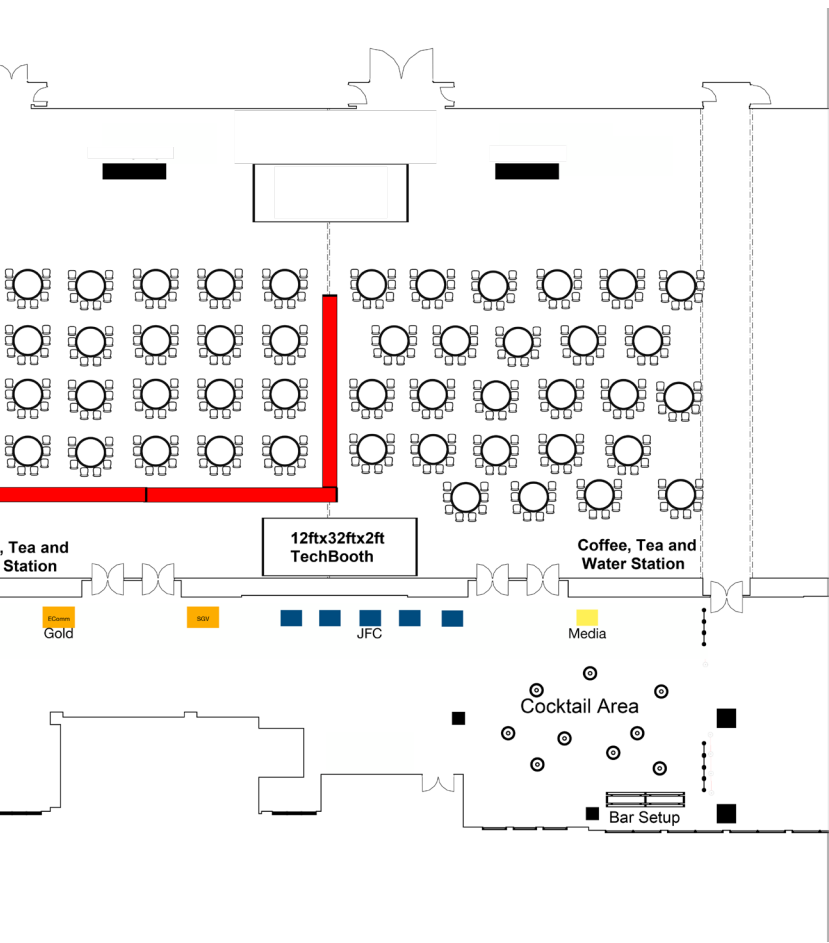 12ftx32ftx2ft
TechBooth
, Tea and
Station
Coffee, Tea and
Water Station
EComm
Gold
SGV
JFC
Media
Cocktail Area
Bar Setup